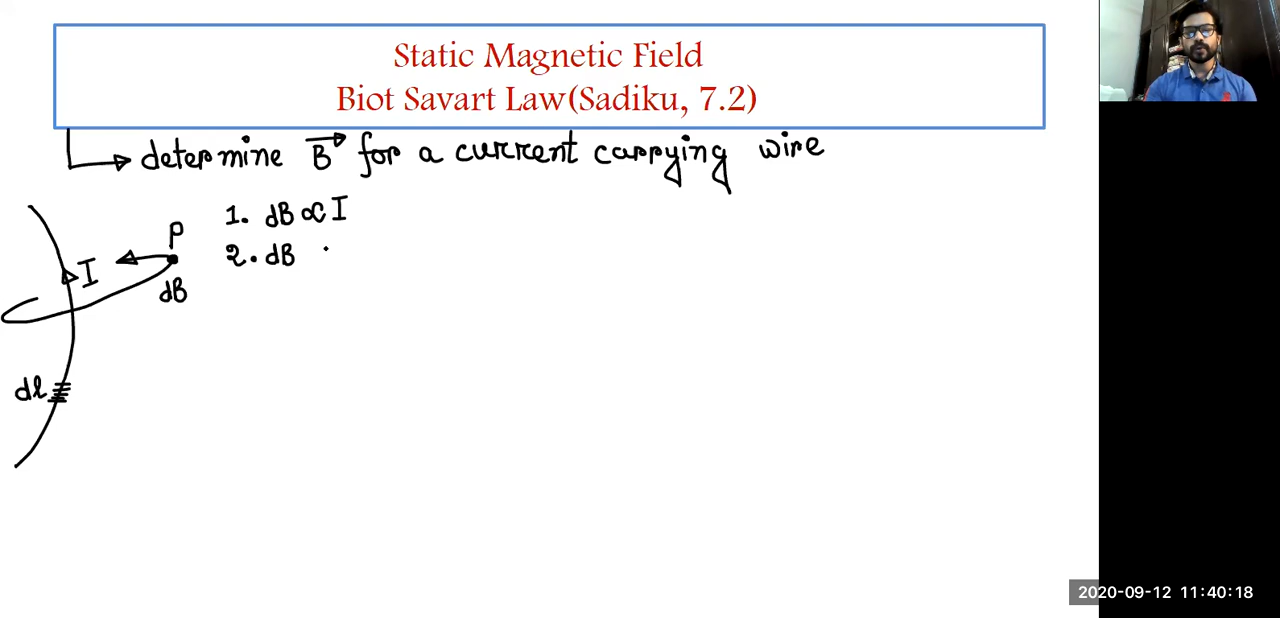 Static Magnetic Field
Biot Savart Law(Sadiku, 7.2)
determine B⃗ for a current carrying wire
1. dB ∝ I
P
2. dB
I
dB
dl
2020-09-12 11:40:18